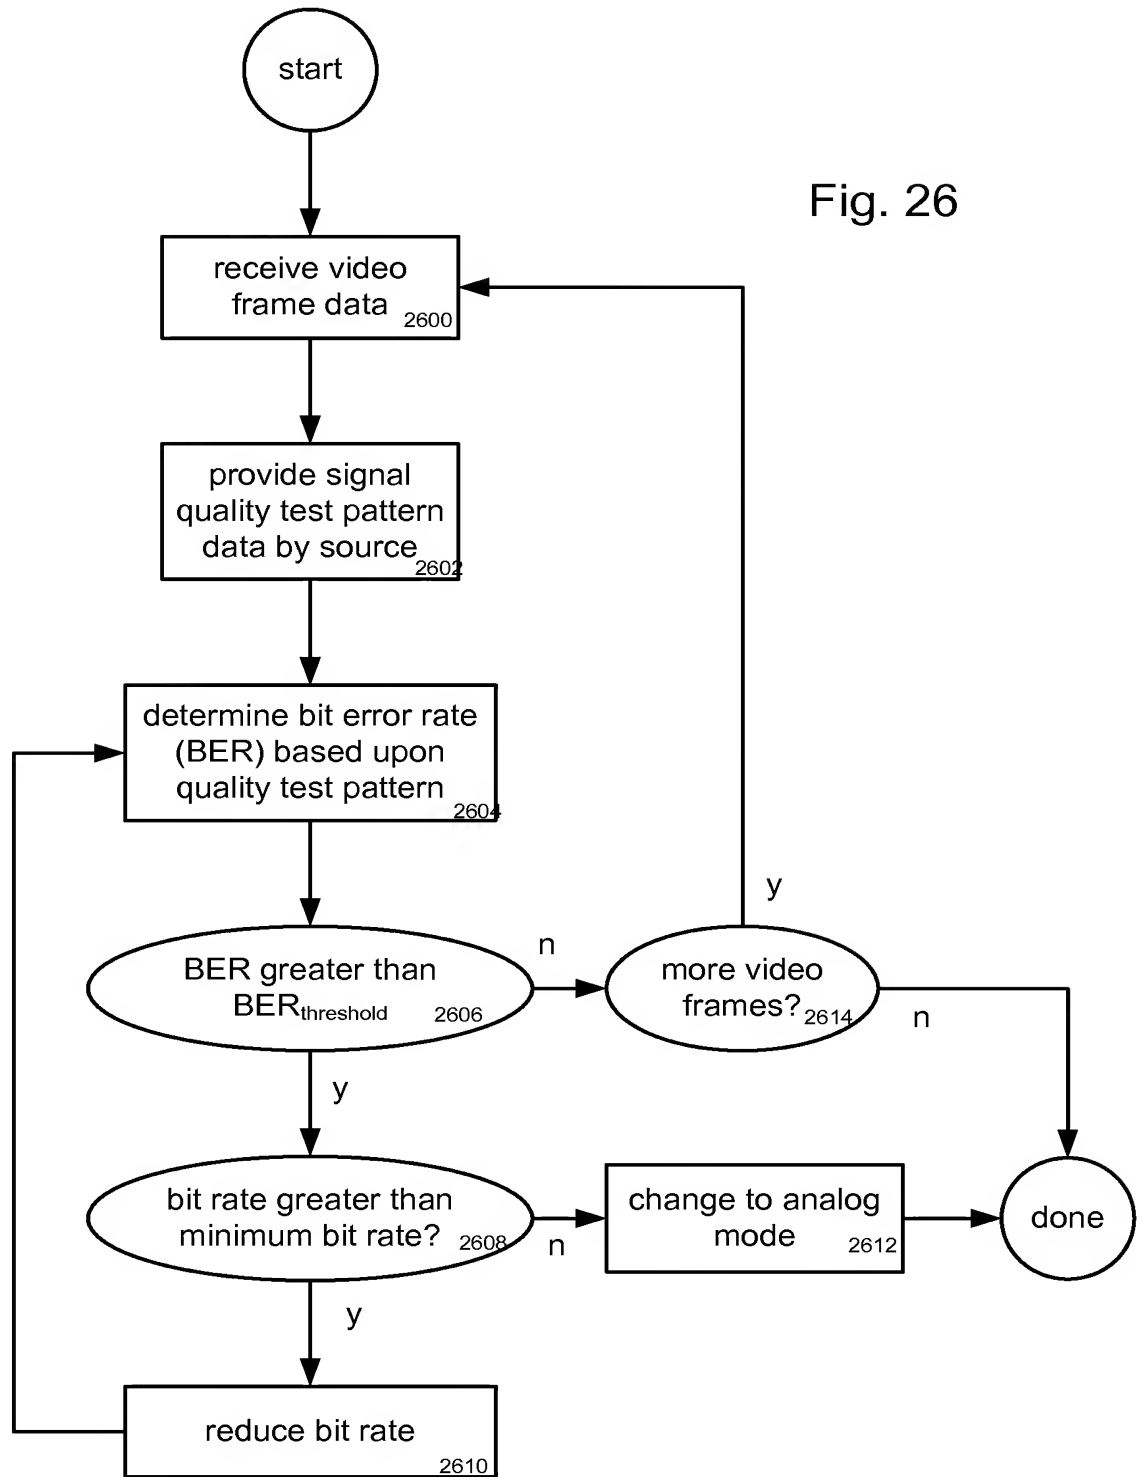 start
Fig. 26
receive video
frame data
2600
provide signal
quality test pattern
data by source
2602
determine bit error rate
(BER) based upon
quality test pattern
2604
y
n
BER greater than
BERthreshold
2606
more video
frames?
2614
n
y
bit rate greater than
minimum bit rate?
2608
n
change to analog
mode
2612
done
y
reduce bit rate
2610